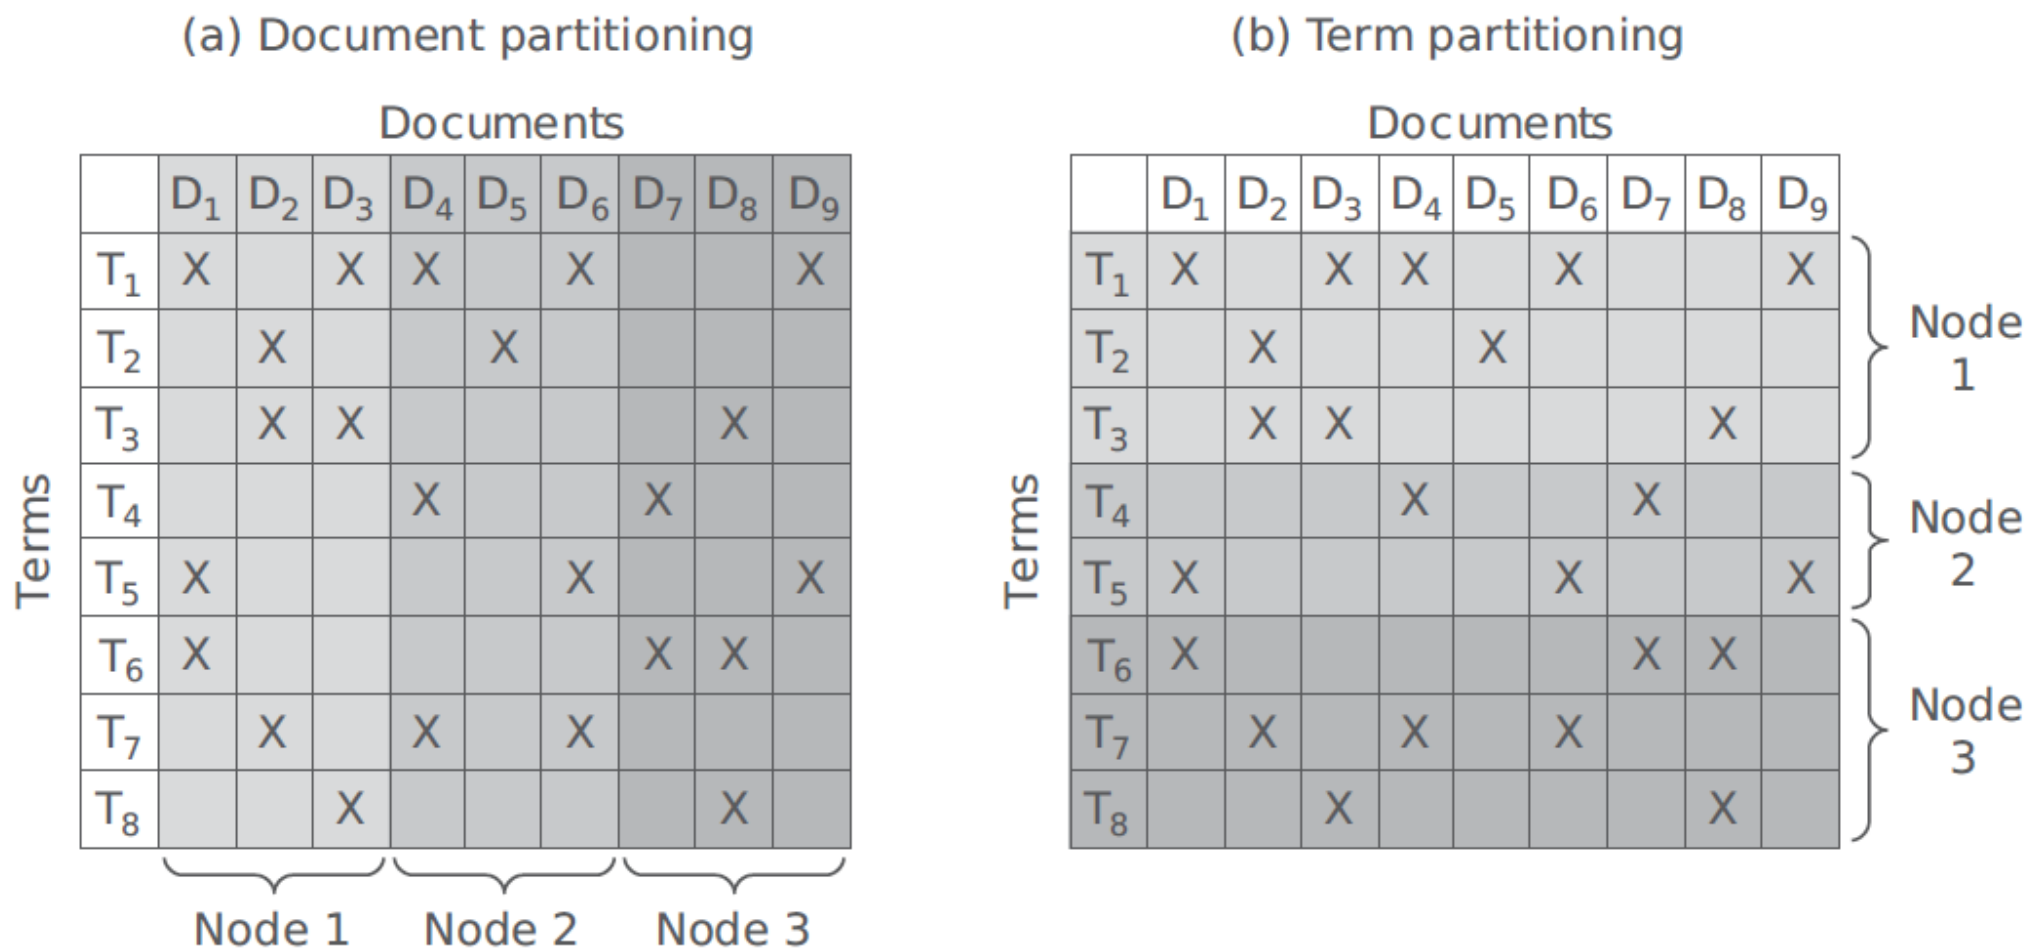 (a) Document partitioning
Documents
D1 D2 D3 D4 D5 D6 D7 D8 D9
T1 X X X X X
T2 X X
T3 X X X
T4 X X
T5 X X X
T6 X X X
T7 X X X
T8 X X
Terms
Node 1 Node 2 Node 3
(b) Term partitioning
Documents
D1 D2 D3 D4 D5 D6 D7 D8 D9
T1 X X X X X
T2 X X
T3 X X X
T4 X X
T5 X X X
T6 X X X
T7 X X X
T8 X X
Terms
Node
1
Node
2
Node
3